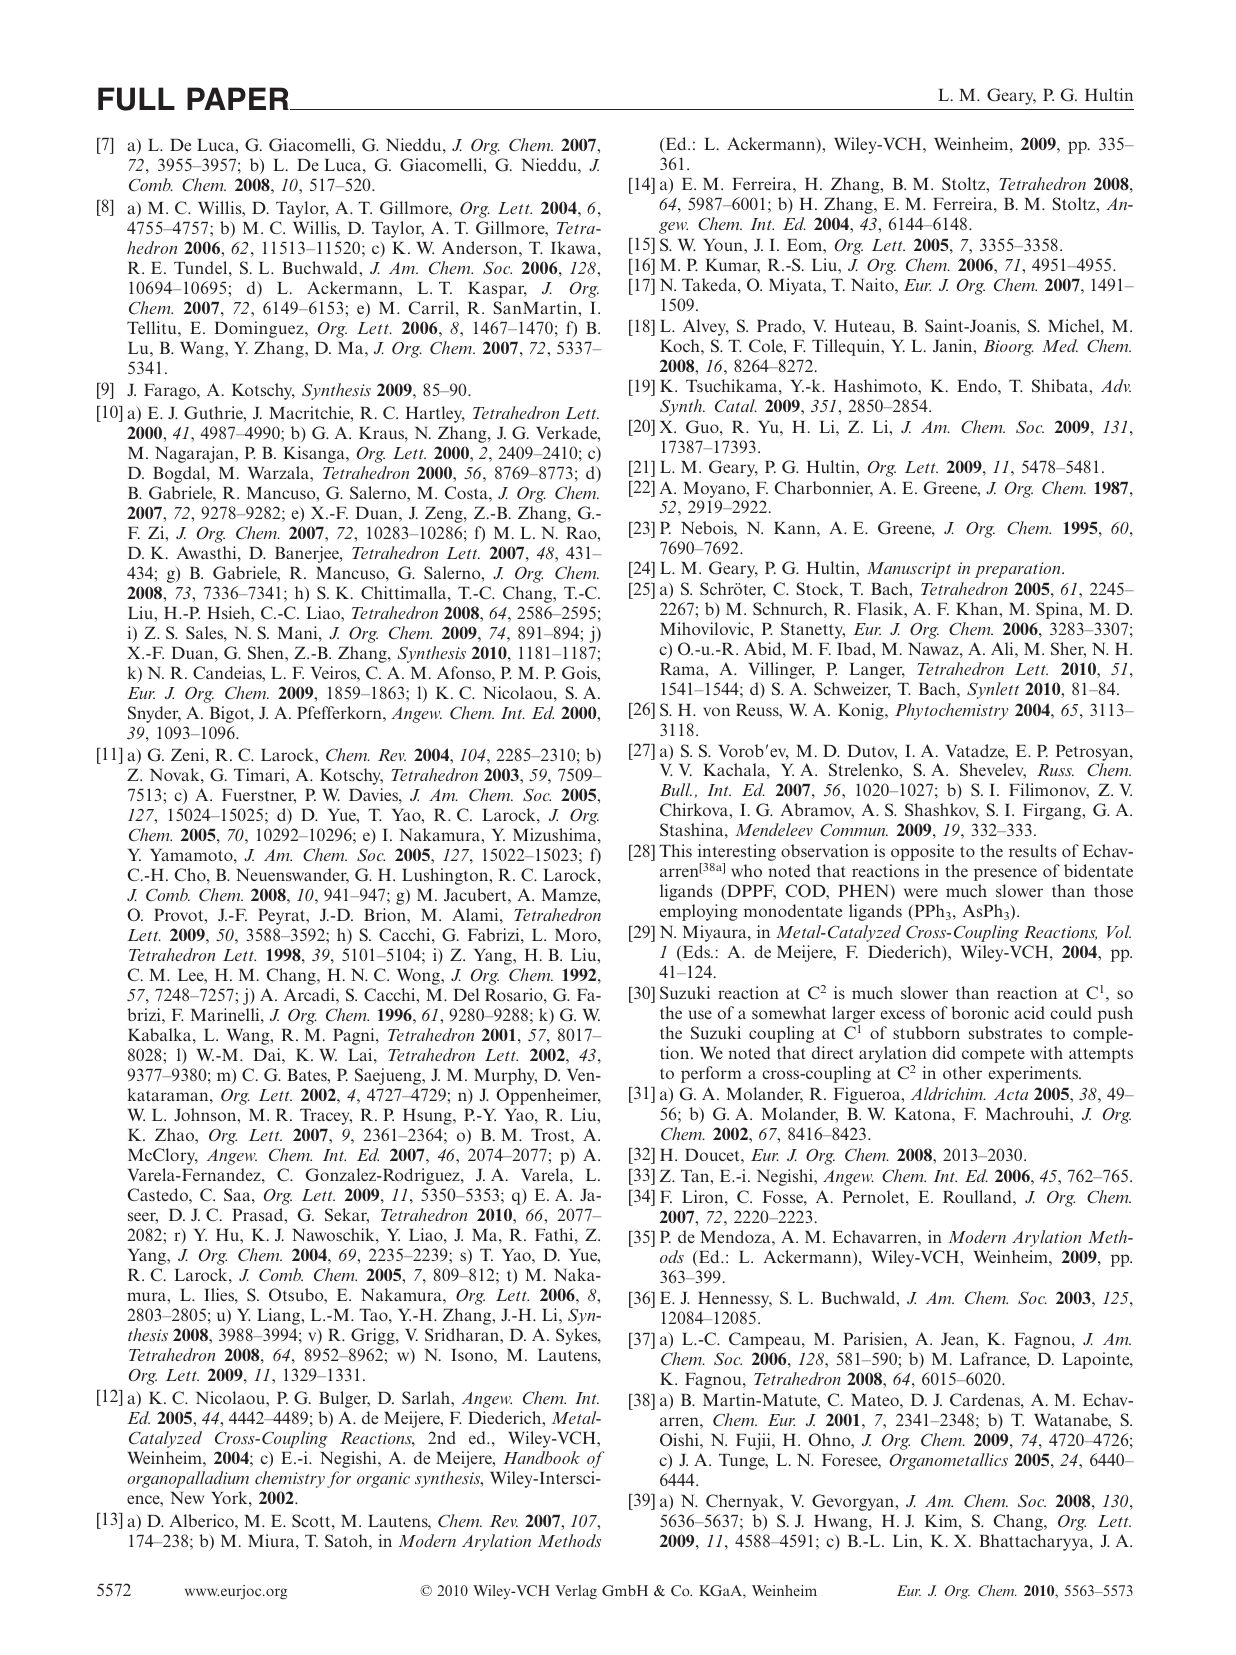 FULL PAPER
L. M. Geary, P. G. Hultin
[7] a) L. De Luca, G. Giacomelli, G. Nieddu, J. Org. Chem. 2007,
72, 3955–3957; b) L. De Luca, G. Giacomelli, G. Nieddu, J.
Comb. Chem. 2008, 10, 517–520.
[8] a) M. C. Willis, D. Taylor, A. T. Gillmore, Org. Lett. 2004, 6,
4755–4757; b) M. C. Willis, D. Taylor, A. T. Gillmore, Tetra-
hedron 2006, 62, 11513–11520; c) K. W. Anderson, T. Ikawa,
R. E. Tundel, S. L. Buchwald, J. Am. Chem. Soc. 2006, 128,
10694–10695; d) L. Ackermann, L. T. Kaspar, J. Org.
Chem. 2007, 72, 6149–6153; e) M. Carril, R. SanMartin, I.
Tellitu, E. Dominguez, Org. Lett. 2006, 8, 1467–1470; f) B.
Lu, B. Wang, Y. Zhang, D. Ma, J. Org. Chem. 2007, 72, 5337–
5341.
[9] J. Farago, A. Kotschy, Synthesis 2009, 85–90.
[10] a) E. J. Guthrie, J. Macritchie, R. C. Hartley, Tetrahedron Lett.
2000, 41, 4987–4990; b) G. A. Kraus, N. Zhang, J. G. Verkade,
M. Nagarajan, P. B. Kisanga, Org. Lett. 2000, 2, 2409–2410; c)
D. Bogdal, M. Warzala, Tetrahedron 2000, 56, 8769–8773; d)
B. Gabriele, R. Mancuso, G. Salerno, M. Costa, J. Org. Chem.
2007, 72, 9278–9282; e) X.-F. Duan, J. Zeng, Z.-B. Zhang, G.-
F. Zi, J. Org. Chem. 2007, 72, 10283–10286; f) M. L. N. Rao,
D. K. Awasthi, D. Banerjee, Tetrahedron Lett. 2007, 48, 431–
434; g) B. Gabriele, R. Mancuso, G. Salerno, J. Org. Chem.
2008, 73, 7336–7341; h) S. K. Chittimalla, T.-C. Chang, T.-C.
Liu, H.-P. Hsieh, C.-C. Liao, Tetrahedron 2008, 64, 2586–2595;
i) Z. S. Sales, N. S. Mani, J. Org. Chem. 2009, 74, 891–894; j)
X.-F. Duan, G. Shen, Z.-B. Zhang, Synthesis 2010, 1181–1187;
k) N. R. Candeias, L. F. Veiros, C. A. M. Afonso, P. M. P. Gois,
Eur. J. Org. Chem. 2009, 1859–1863; l) K. C. Nicolaou, S. A.
Snyder, A. Bigot, J. A. Pfefferkorn, Angew. Chem. Int. Ed. 2000,
39, 1093–1096.
[11] a) G. Zeni, R. C. Larock, Chem. Rev. 2004, 104, 2285–2310; b)
Z. Novak, G. Timari, A. Kotschy, Tetrahedron 2003, 59, 7509–
7513; c) A. Fuerstner, P. W. Davies, J. Am. Chem. Soc. 2005,
127, 15024–15025; d) D. Yue, T. Yao, R. C. Larock, J. Org.
Chem. 2005, 70, 10292–10296; e) I. Nakamura, Y. Mizushima,
Y. Yamamoto, J. Am. Chem. Soc. 2005, 127, 15022–15023; f)
C.-H. Cho, B. Neuenswander, G. H. Lushington, R. C. Larock,
J. Comb. Chem. 2008, 10, 941–947; g) M. Jacubert, A. Mamze,
O. Provot, J.-F. Peyrat, J.-D. Brion, M. Alami, Tetrahedron
Lett. 2009, 50, 3588–3592; h) S. Cacchi, G. Fabrizi, L. Moro,
Tetrahedron Lett. 1998, 39, 5101–5104; i) Z. Yang, H. B. Liu,
C. M. Lee, H. M. Chang, H. N. C. Wong, J. Org. Chem. 1992,
57, 7248–7257; j) A. Arcadi, S. Cacchi, M. Del Rosario, G. Fa-
brizi, F. Marinelli, J. Org. Chem. 1996, 61, 9280–9288; k) G. W.
Kabalka, L. Wang, R. M. Pagni, Tetrahedron 2001, 57, 8017–
8028; l) W.-M. Dai, K. W. Lai, Tetrahedron Lett. 2002, 43,
9377–9380; m) C. G. Bates, P. Saejueng, J. M. Murphy, D. Ven-
kataraman, Org. Lett. 2002, 4, 4727–4729; n) J. Oppenheimer,
W. L. Johnson, M. R. Tracey, R. P. Hsung, P.-Y. Yao, R. Liu,
K. Zhao, Org. Lett. 2007, 9, 2361–2364; o) B. M. Trost, A.
McClory, Angew. Chem. Int. Ed. 2007, 46, 2074–2077; p) A.
Varela-Fernandez, C. Gonzalez-Rodriguez, J. A. Varela, L.
Castedo, C. Saa, Org. Lett. 2009, 11, 5350–5353; q) E. A. Ja-
seer, D. J. C. Prasad, G. Sekar, Tetrahedron 2010, 66, 2077–
2082; r) Y. Hu, K. J. Nawoschik, Y. Liao, J. Ma, R. Fathi, Z.
Yang, J. Org. Chem. 2004, 69, 2235–2239; s) T. Yao, D. Yue,
R. C. Larock, J. Comb. Chem. 2005, 7, 809–812; t) M. Naka-
mura, L. Ilies, S. Otsubo, E. Nakamura, Org. Lett. 2006, 8,
2803–2805; u) Y. Liang, L.-M. Tao, Y.-H. Zhang, J.-H. Li, Syn-
thesis 2008, 3988–3994; v) R. Grigg, V. Sridharan, D. A. Sykes,
Tetrahedron 2008, 64, 8952–8962; w) N. Isono, M. Lautens,
Org. Lett. 2009, 11, 1329–1331.
[12] a) K. C. Nicolaou, P. G. Bulger, D. Sarlah, Angew. Chem. Int.
Ed. 2005, 44, 4442–4489; b) A. de Meijere, F. Diederich, Metal-
Catalyzed Cross-Coupling Reactions, 2nd ed., Wiley-VCH,
Weinheim, 2004; c) E.-i. Negishi, A. de Meijere, Handbook of
organopalladium chemistry for organic synthesis, Wiley-Intersci-
ence, New York, 2002.
[13] a) D. Alberico, M. E. Scott, M. Lautens, Chem. Rev. 2007, 107,
174–238; b) M. Miura, T. Satoh, in Modern Arylation Methods
(Ed.: L. Ackermann), Wiley-VCH, Weinheim, 2009, pp. 335–
361.
[14] a) E. M. Ferreira, H. Zhang, B. M. Stoltz, Tetrahedron 2008,
64, 5987–6001; b) H. Zhang, E. M. Ferreira, B. M. Stoltz, An-
gew. Chem. Int. Ed. 2004, 43, 6144–6148.
[15] S. W. Youn, J. I. Eom, Org. Lett. 2005, 7, 3355–3358.
[16] M. P. Kumar, R.-S. Liu, J. Org. Chem. 2006, 71, 4951–4955.
[17] N. Takeda, O. Miyata, T. Naito, Eur. J. Org. Chem. 2007, 1491–
1509.
[18] L. Alvey, S. Prado, V. Huteau, B. Saint-Joanis, S. Michel, M.
Koch, S. T. Cole, F. Tillequin, Y. L. Janin, Bioorg. Med. Chem.
2008, 16, 8264–8272.
[19] K. Tsuchikama, Y.-k. Hashimoto, K. Endo, T. Shibata, Adv.
Synth. Catal. 2009, 351, 2850–2854.
[20] X. Guo, R. Yu, H. Li, Z. Li, J. Am. Chem. Soc. 2009, 131,
17387–17393.
[21] L. M. Geary, P. G. Hultin, Org. Lett. 2009, 11, 5478–5481.
[22] A. Moyano, F. Charbonnier, A. E. Greene, J. Org. Chem. 1987,
52, 2919–2922.
[23] P. Nebois, N. Kann, A. E. Greene, J. Org. Chem. 1995, 60,
7690–7692.
[24] L. M. Geary, P. G. Hultin, Manuscript in preparation.
[25] a) S. Schröter, C. Stock, T. Bach, Tetrahedron 2005, 61, 2245–
2267; b) M. Schnurch, R. Flasik, A. F. Khan, M. Spina, M. D.
Mihovilovic, P. Stanetty, Eur. J. Org. Chem. 2006, 3283–3307;
c) O.-u.-R. Abid, M. F. Ibad, M. Nawaz, A. Ali, M. Sher, N. H.
Rama, A. Villinger, P. Langer, Tetrahedron Lett. 2010, 51,
1541–1544; d) S. A. Schweizer, T. Bach, Synlett 2010, 81–84.
[26] S. H. von Reuss, W. A. Konig, Phytochemistry 2004, 65, 3113–
3118.
[27] a) S. S. Vorob′ev, M. D. Dutov, I. A. Vatadze, E. P. Petrosyan,
V. V. Kachala, Y. A. Strelenko, S. A. Shevelev, Russ. Chem.
Bull., Int. Ed. 2007, 56, 1020–1027; b) S. I. Filimonov, Z. V.
Chirkova, I. G. Abramov, A. S. Shashkov, S. I. Firgang, G. A.
Stashina, Mendeleev Commun. 2009, 19, 332–333.
[28] This interesting observation is opposite to the results of Echav-
arren[38a] who noted that reactions in the presence of bidentate
ligands (DPPF, COD, PHEN) were much slower than those
employing monodentate ligands (PPh3, AsPh3).
[29] N. Miyaura, in Metal-Catalyzed Cross-Coupling Reactions, Vol.
1 (Eds.: A. de Meijere, F. Diederich), Wiley-VCH, 2004, pp.
41–124.
[30] Suzuki reaction at C2 is much slower than reaction at C1, so
the use of a somewhat larger excess of boronic acid could push
the Suzuki coupling at C1 of stubborn substrates to comple-
tion. We noted that direct arylation did compete with attempts
to perform a cross-coupling at C2 in other experiments.
[31] a) G. A. Molander, R. Figueroa, Aldrichim. Acta 2005, 38, 49–
56; b) G. A. Molander, B. W. Katona, F. Machrouhi, J. Org.
Chem. 2002, 67, 8416–8423.
[32] H. Doucet, Eur. J. Org. Chem. 2008, 2013–2030.
[33] Z. Tan, E.-i. Negishi, Angew. Chem. Int. Ed. 2006, 45, 762–765.
[34] F. Liron, C. Fosse, A. Pernolet, E. Roulland, J. Org. Chem.
2007, 72, 2220–2223.
[35] P. de Mendoza, A. M. Echavarren, in Modern Arylation Meth-
ods (Ed.: L. Ackermann), Wiley-VCH, Weinheim, 2009, pp.
363–399.
[36] E. J. Hennessy, S. L. Buchwald, J. Am. Chem. Soc. 2003, 125,
12084–12085.
[37] a) L.-C. Campeau, M. Parisien, A. Jean, K. Fagnou, J. Am.
Chem. Soc. 2006, 128, 581–590; b) M. Lafrance, D. Lapointe,
K. Fagnou, Tetrahedron 2008, 64, 6015–6020.
[38] a) B. Martin-Matute, C. Mateo, D. J. Cardenas, A. M. Echav-
arren, Chem. Eur. J. 2001, 7, 2341–2348; b) T. Watanabe, S.
Oishi, N. Fujii, H. Ohno, J. Org. Chem. 2009, 74, 4720–4726;
c) J. A. Tunge, L. N. Foresee, Organometallics 2005, 24, 6440–
6444.
[39] a) N. Chernyak, V. Gevorgyan, J. Am. Chem. Soc. 2008, 130,
5636–5637; b) S. J. Hwang, H. J. Kim, S. Chang, Org. Lett.
2009, 11, 4588–4591; c) B.-L. Lin, K. X. Bhattacharyya, J. A.
5572
www.eurjoc.org
© 2010 Wiley-VCH Verlag GmbH & Co. KGaA, Weinheim
Eur. J. Org. Chem. 2010, 5563–5573